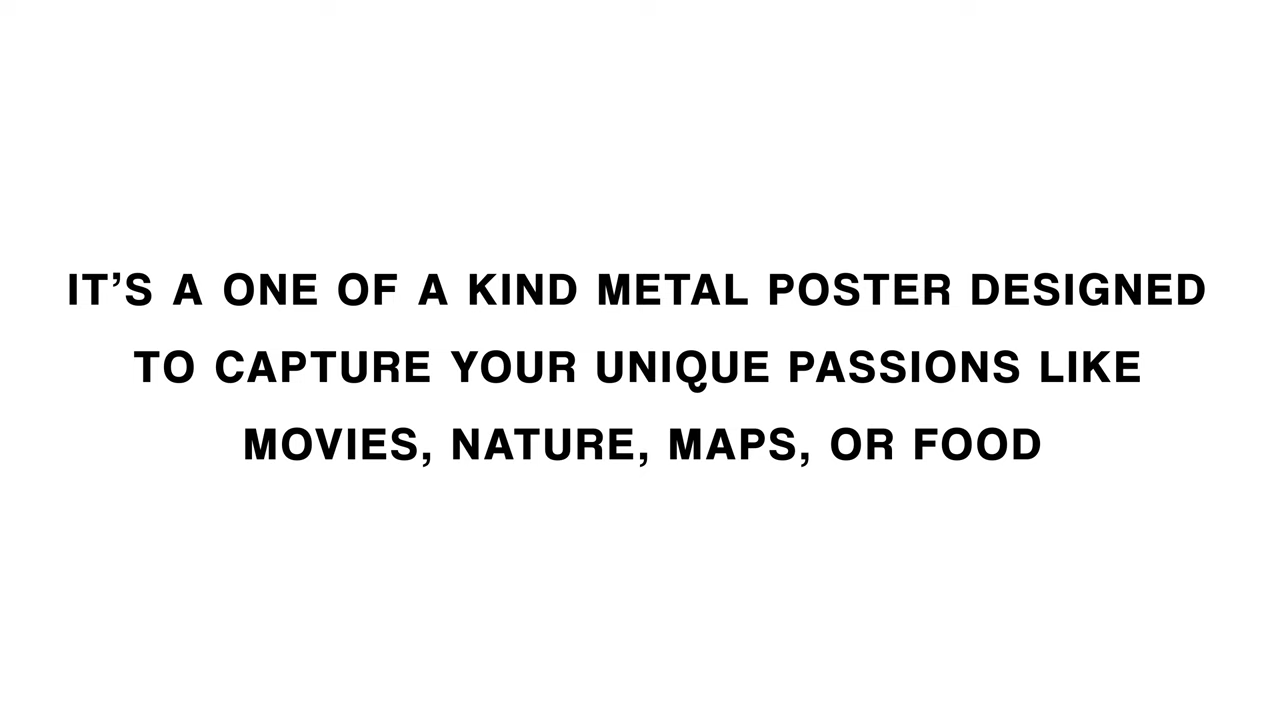 IT’S A ONE OF A KIND METAL POSTER DESIGNED
TO CAPTURE YOUR UNIQUE PASSIONS LIKE
MOVIES, NATURE, MAPS, OR FOOD